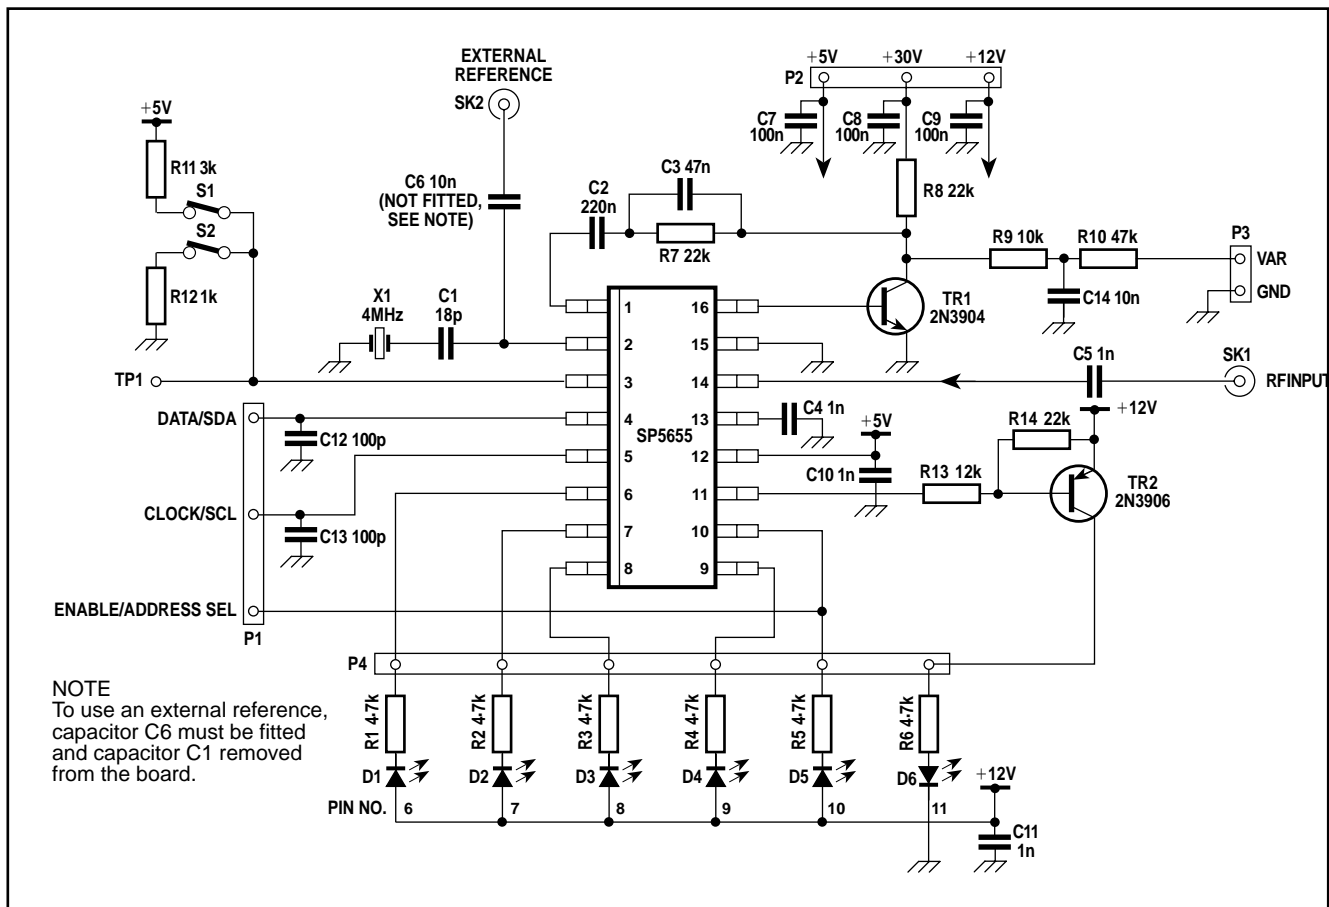 EXTERNAL
REFERENCE
SK2
+5V
+30V
+12V
P2
C7
100n
C8
100n
C9
100n
+5V
R11 3k
S1
S2
R12 1k
C6 10n
(NOT FITTED,
SEE NOTE)
C3 47n
C2
220n
R7 22k
R8 22k
R9 10k
R10 47k
P3
VAR
GND
C14 10n
TR1
2N3904
X1
4MHz
C1
18p
TP1
1
2
3
4
5
6
7
8
SP5655
16
15
14
13
12
11
10
9
C5 1n
SK1
RF INPUT
+12V
C4 1n
+5V
C10 1n
R14 22k
R13 12k
TR2
2N3906
DATA/SDA
C12 100p
CLOCK/SCL
C13 100p
ENABLE/ADDRESS SEL
P1
P4
R1 4·7k
R2 4·7k
R3 4·7k
R4 4·7k
R5 4·7k
R6 4·7k
D1
D2
D3
D4
D5
D6
+12V
PIN NO.
6
7
8
9
10
11
C11
1n
NOTE
To use an external reference,
capacitor C6 must be fitted
and capacitor C1 removed
from the board.